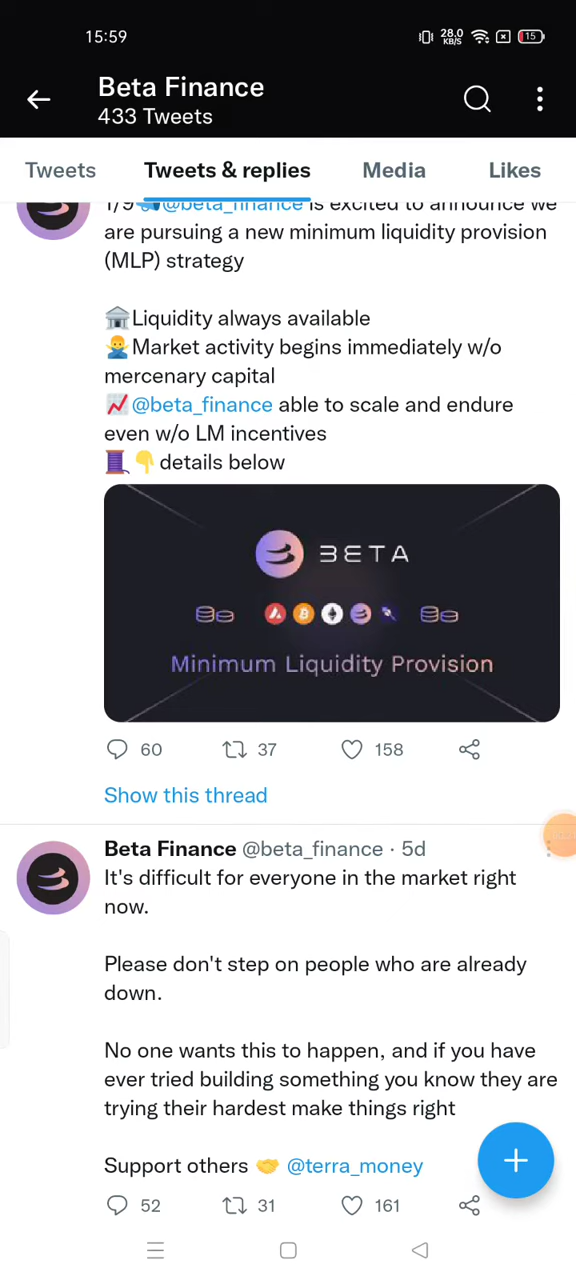 15:59
28.0
KB/S
15
Beta Finance
433 Tweets
Tweets
Tweets & replies
Media
Likes
1/9 @beta_finance is excited to announce we
are pursuing a new minimum liquidity provision
(MLP) strategy
🏛Liquidity always available
🙅‍♂️Market activity begins immediately w/o
mercenary capital
📈@beta_finance able to scale and endure
even w/o LM incentives
🧵👇details below
BETA
Minimum Liquidity Provision
60
37
158
Show this thread
Beta Finance @beta_finance · 5d
It's difficult for everyone in the market right
now.
Please don't step on people who are already
down.
No one wants this to happen, and if you have
ever tried building something you know they are
trying their hardest make things right
Support others 🤝 @terra_money
52
31
161